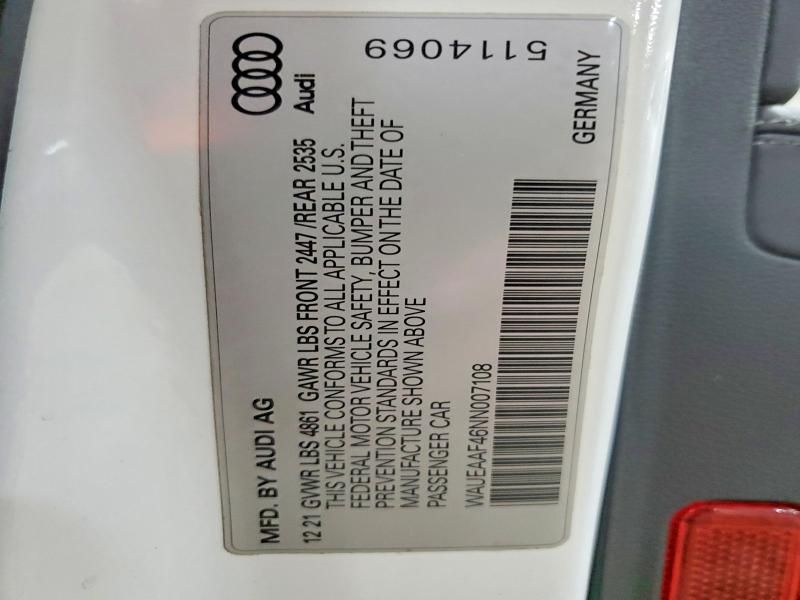 MFD. BY AUDI AG
Audi
12 21 GVWR LBS 4861 GAWR LBS FRONT 2447 /REAR 2535
THIS VEHICLE CONFORMS TO ALL APPLICABLE U.S.
FEDERAL MOTOR VEHICLE SAFETY, BUMPER AND THEFT
PREVENTION STANDARDS IN EFFECT ON THE DATE OF
MANUFACTURE SHOWN ABOVE
PASSENGER CAR
WAUEAAF46NN007108
GERMANY
5114069